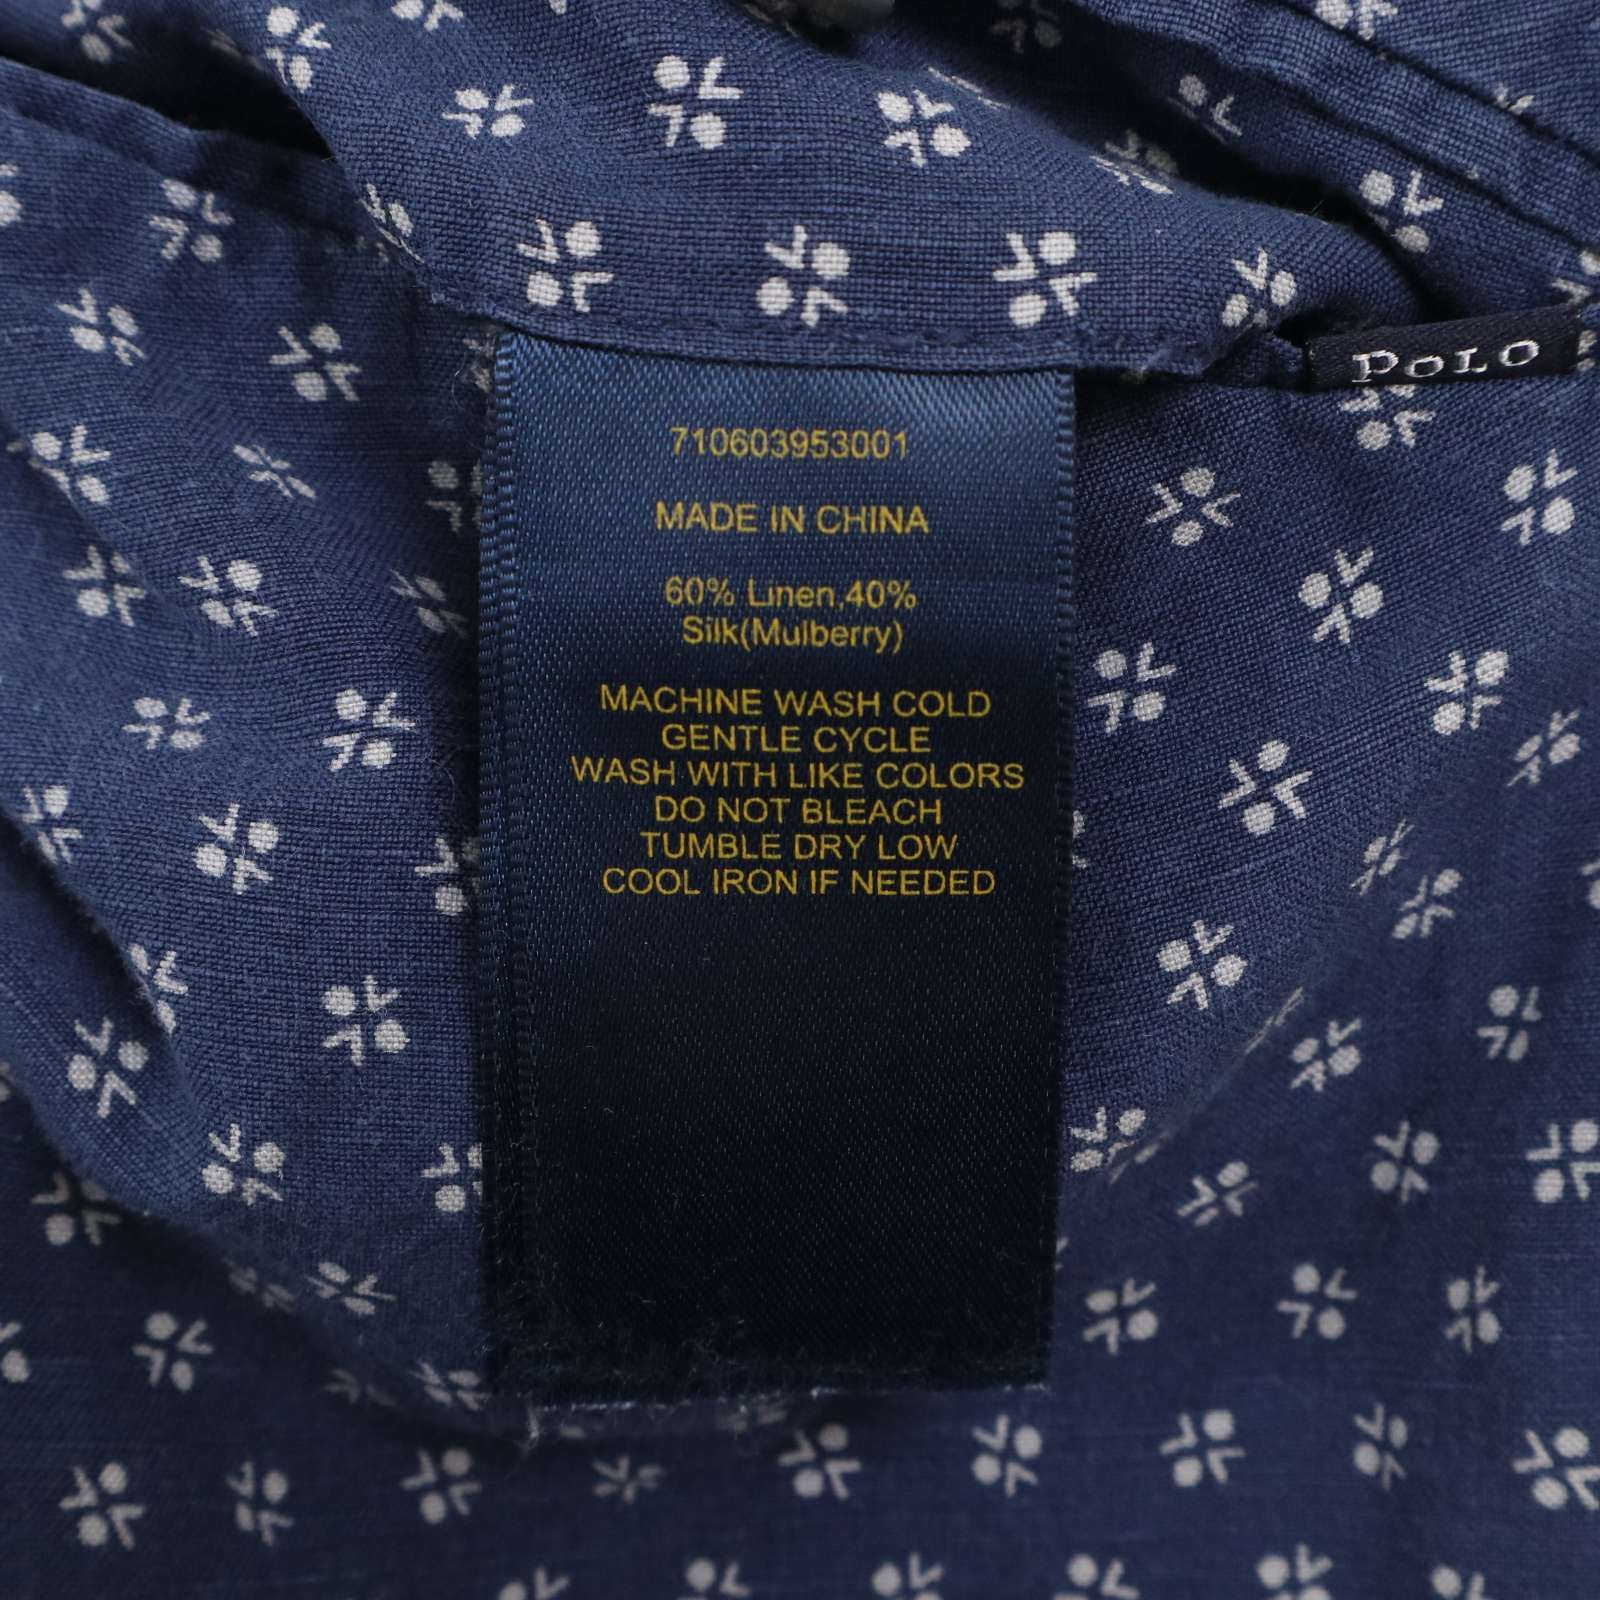 POLO
710603953001
MADE IN CHINA
60% Linen,40%
Silk(Mulberry)
MACHINE WASH COLD
GENTLE CYCLE
WASH WITH LIKE COLORS
DO NOT BLEACH
TUMBLE DRY LOW
COOL IRON IF NEEDED